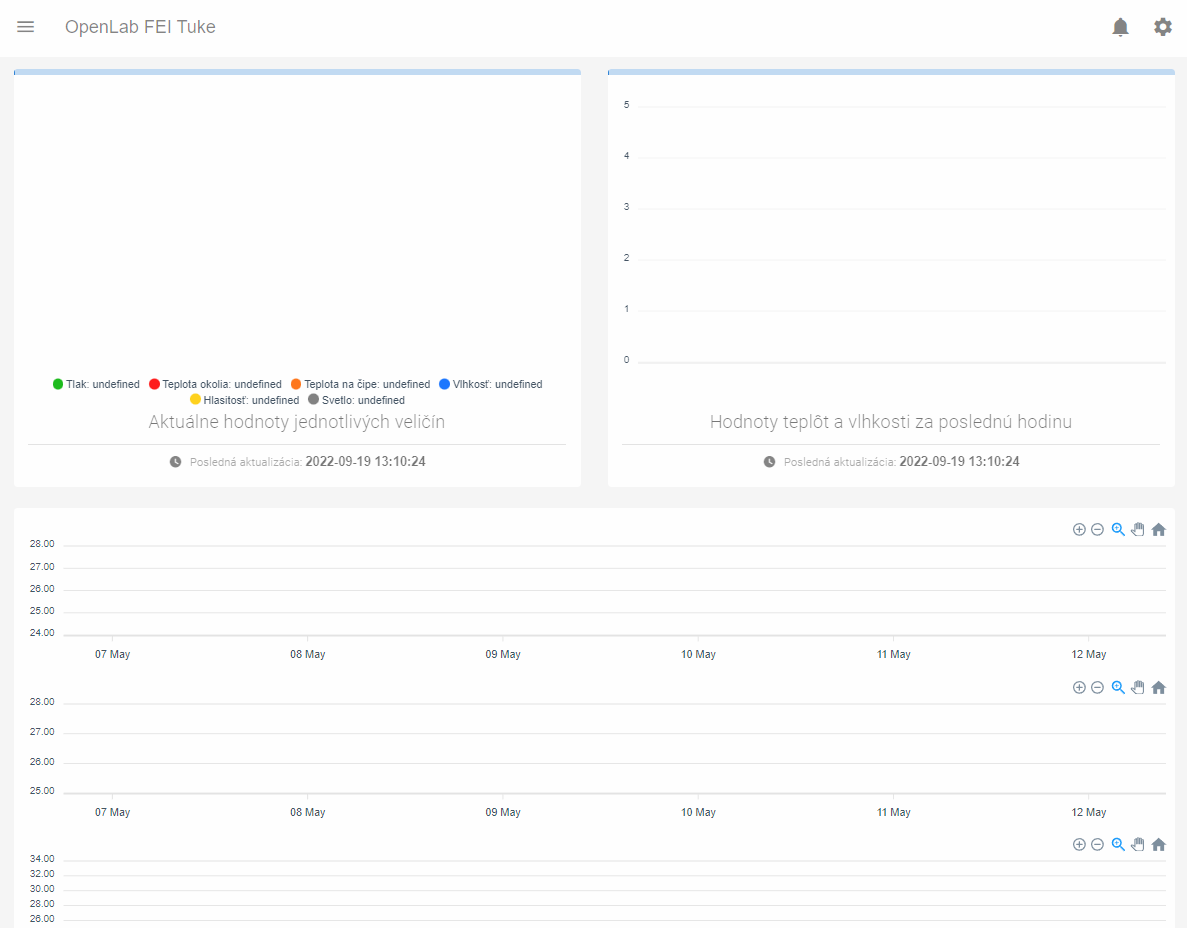 OpenLab FEI Tuke
Tlak: undefined Teplota okolia: undefined Teplota na čipe: undefined Vlhkosť: undefined
Hlasitosť: undefined Svetlo: undefined
Aktuálne hodnoty jednotlivých veličín
Posledná aktualizácia: 2022-09-19 13:10:24
5
4
3
2
1
0
Hodnoty teplôt a vlhkosti za poslednú hodinu
Posledná aktualizácia: 2022-09-19 13:10:24
28.00
27.00
26.00
25.00
24.00
07 May 08 May 09 May 10 May 11 May 12 May
28.00
27.00
26.00
25.00
07 May 08 May 09 May 10 May 11 May 12 May
34.00
32.00
30.00
28.00
26.00